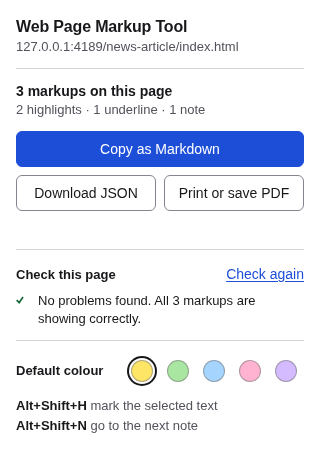 Web Page Markup Tool
127.0.0.1:4189/news-article/index.html
3 markups on this page
2 highlights · 1 underline · 1 note
Copy as Markdown
Download JSON
Print or save PDF
Check this page
Check again
No problems found. All 3 markups are
showing correctly.
Default colour
Alt+Shift+H mark the selected text
Alt+Shift+N go to the next note